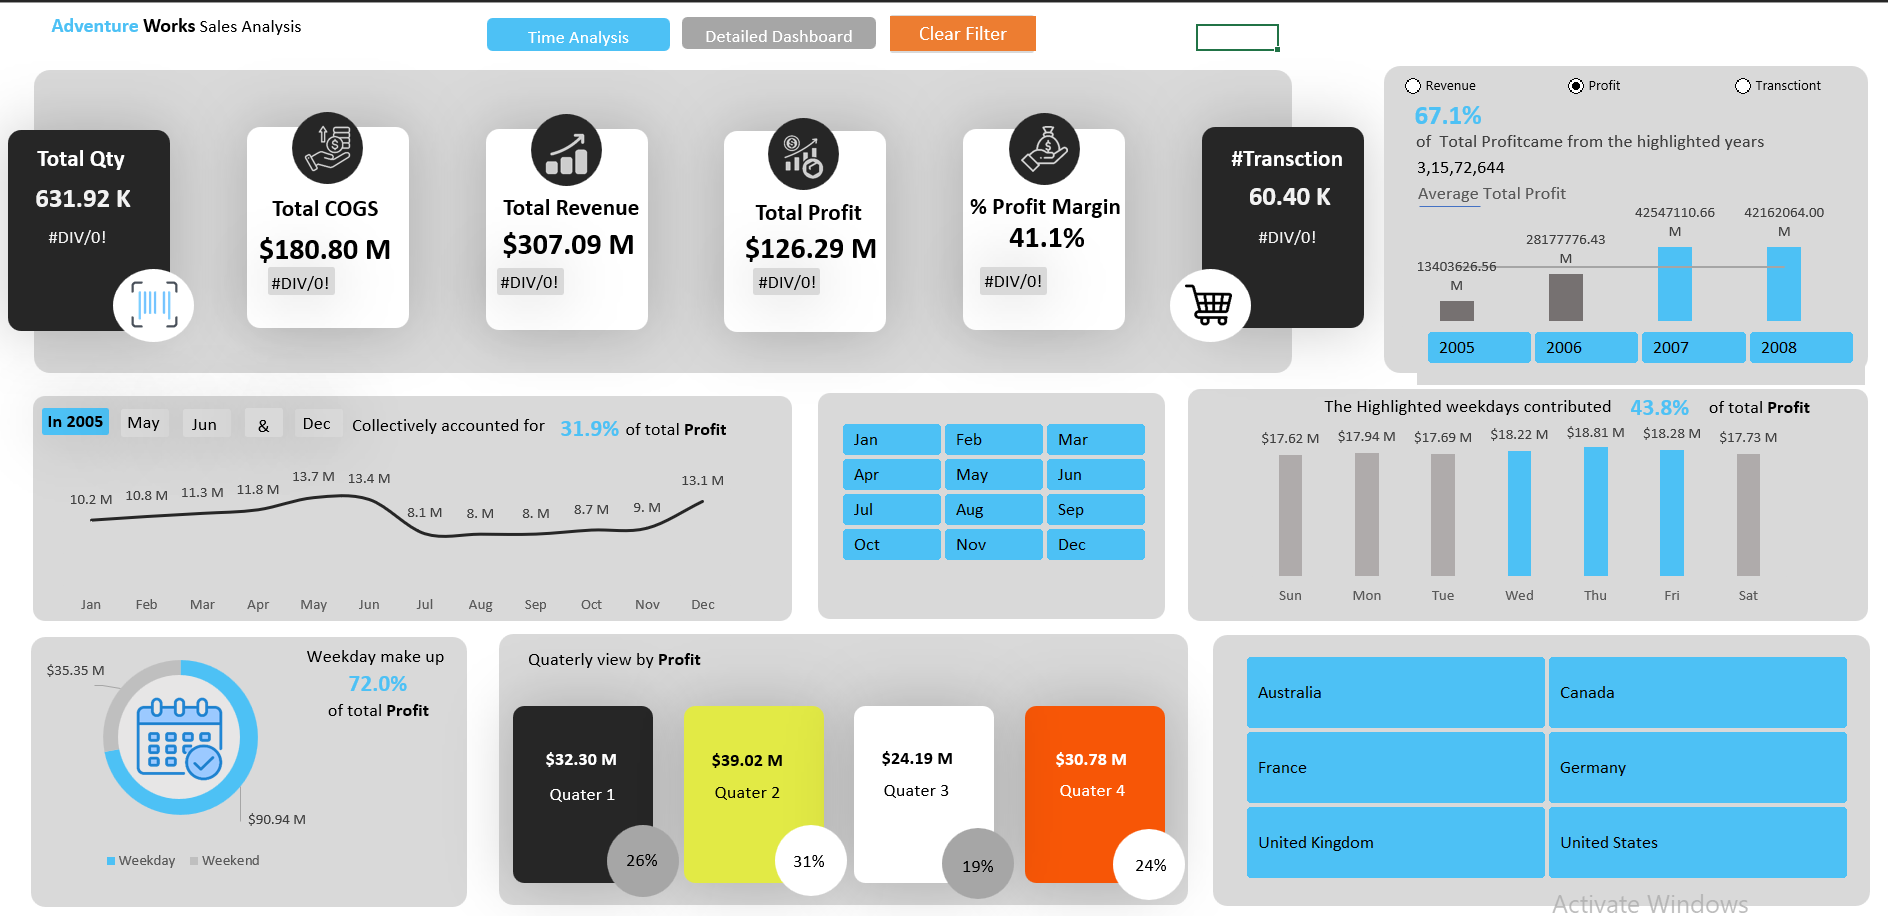 Adventure Works Sales Analysis
Time Analysis
Detailed Dashboard
Clear Filter
Total Qty
631.92 K
#DIV/0!
Total COGS
$180.80 M
#DIV/0!
Total Revenue
$307.09 M
#DIV/0!
Total Profit
$126.29 M
#DIV/0!
% Profit Margin
41.1%
#DIV/0!
#Transction
60.40 K
#DIV/0!
Revenue
Profit
Transctiont
67.1%
of Total Profitcame from the highlighted years
3,15,72,644
Average Total Profit
13403626.56
M
28177776.43
M
42547110.66
M
42162064.00
M
2005
2006
2007
2008
In 2005 May Jun & Dec Collectively accounted for 31.9% of total Profit
10.2 M
10.8 M
11.3 M
11.8 M
13.7 M
13.4 M
8.1 M
8. M
8. M
8.7 M
9. M
13.1 M
Jan
Feb
Mar
Apr
May
Jun
Jul
Aug
Sep
Oct
Nov
Dec
Jan
Feb
Mar
Apr
May
Jun
Jul
Aug
Sep
Oct
Nov
Dec
The Highlighted weekdays contributed 43.8% of total Profit
$17.62 M
$17.94 M
$17.69 M
$18.22 M
$18.81 M
$18.28 M
$17.73 M
Sun
Mon
Tue
Wed
Thu
Fri
Sat
Weekday make up
72.0%
of total Profit
$35.35 M
$90.94 M
Weekday
Weekend
Quaterly view by Profit
$32.30 M
Quater 1
26%
$39.02 M
Quater 2
31%
$24.19 M
Quater 3
19%
$30.78 M
Quater 4
24%
Australia
Canada
France
Germany
United Kingdom
United States
Activate Windows